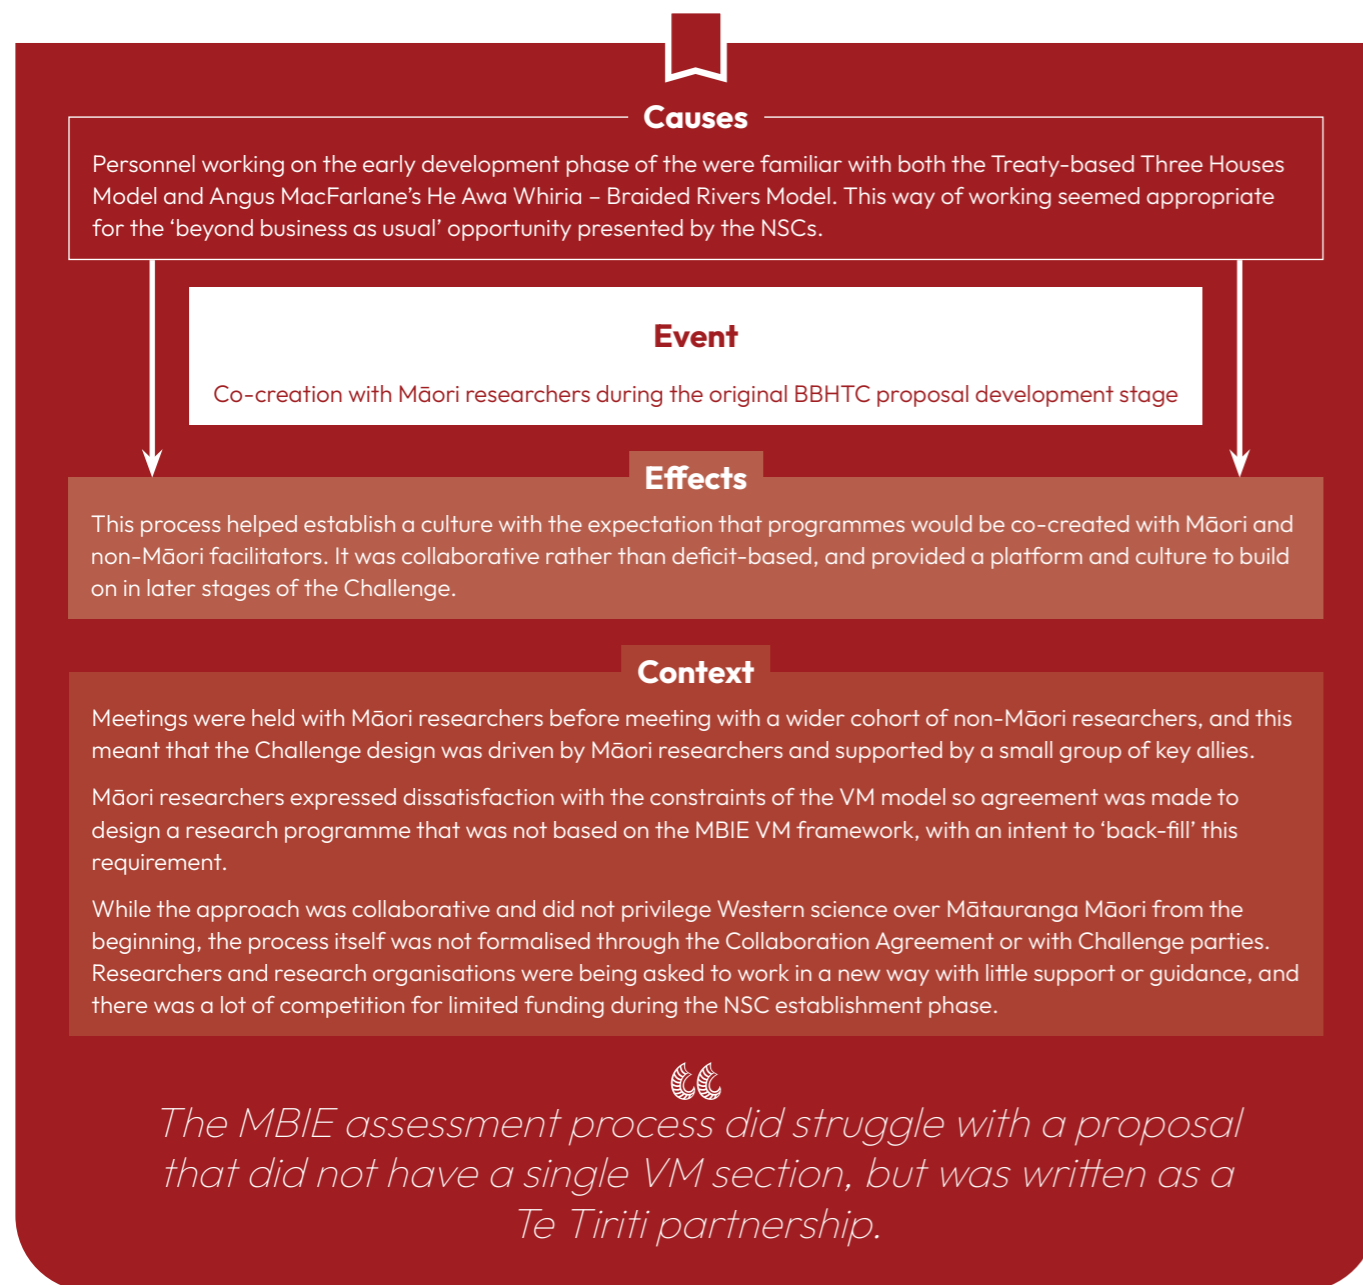 Causes
Personnel working on the early development phase of the were familiar with both the Treaty-based Three Houses
Model and Angus MacFarlane's He Awa Whiria – Braided Rivers Model. This way of working seemed appropriate
for the ‘beyond business as usual’ opportunity presented by the NSCs.
Event
Co-creation with Māori researchers during the original BBHTC proposal development stage
Effects
This process helped establish a culture with the expectation that programmes would be co-created with Māori and
non-Māori facilitators. It was collaborative rather than deficit-based, and provided a platform and culture to build
on in later stages of the Challenge.
Context
Meetings were held with Māori researchers before meeting with a wider cohort of non-Māori researchers, and this
meant that the Challenge design was driven by Māori researchers and supported by a small group of key allies.
Māori researchers expressed dissatisfaction with the constraints of the VM model so agreement was made to
design a research programme that was not based on the MBIE VM framework, with an intent to ‘back-fill’ this
requirement.
While the approach was collaborative and did not privilege Western science over Mātauranga Māori from the
beginning, the process itself was not formalised through the Collaboration Agreement or with Challenge parties.
Researchers and research organisations were being asked to work in a new way with little support or guidance, and
there was a lot of competition for limited funding during the NSC establishment phase.
“
The MBIE assessment process did struggle with a proposal
that did not have a single VM section, but was written as a
Te Tiriti partnership.